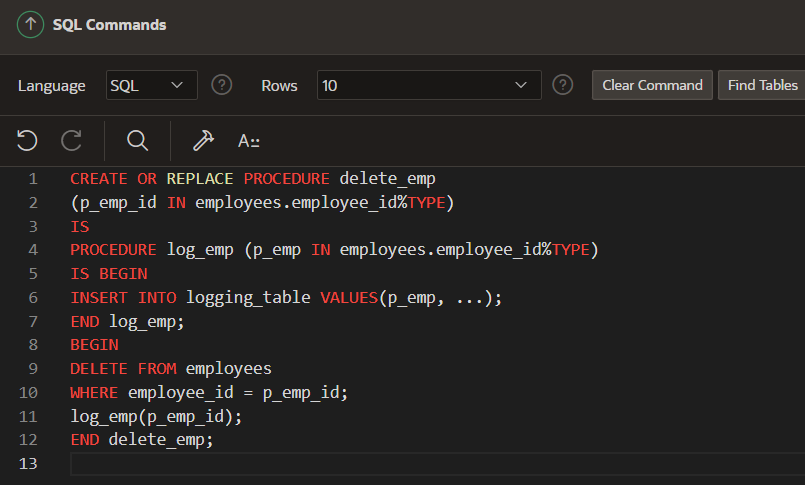 SQL Commands
Language SQL Rows 10 Clear Command Find Tables
A::
1 CREATE OR REPLACE PROCEDURE delete_emp
2 (p_emp_id IN employees.employee_id%TYPE)
3 IS
4 PROCEDURE log_emp (p_emp IN employees.employee_id%TYPE)
5 IS BEGIN
6 INSERT INTO logging_table VALUES(p_emp, ...);
7 END log_emp;
8 BEGIN
9 DELETE FROM employees
10 WHERE employee_id = p_emp_id;
11 log_emp(p_emp_id);
12 END delete_emp;
13